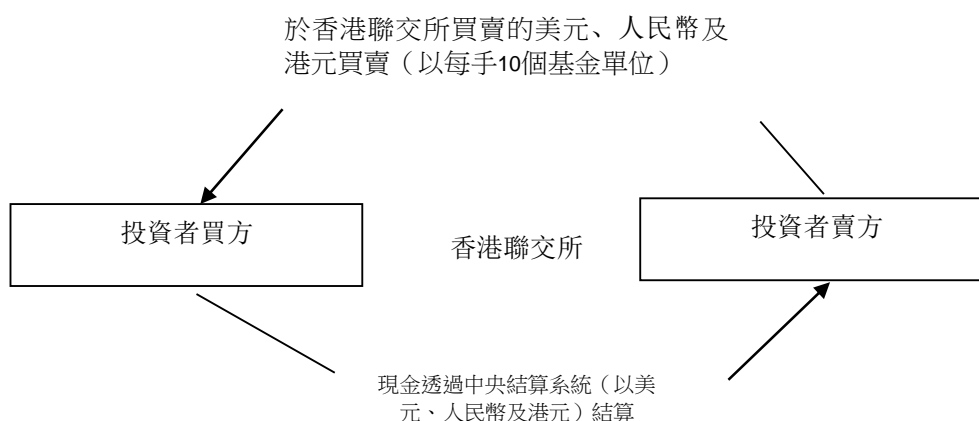 於香港聯交所買賣的美元、人民幣及
港元買賣（以每手10個基金單位）
投資者買方
香港聯交所
投資者賣方
現金透過中央結算系統（以美
元、人民幣及港元）結算